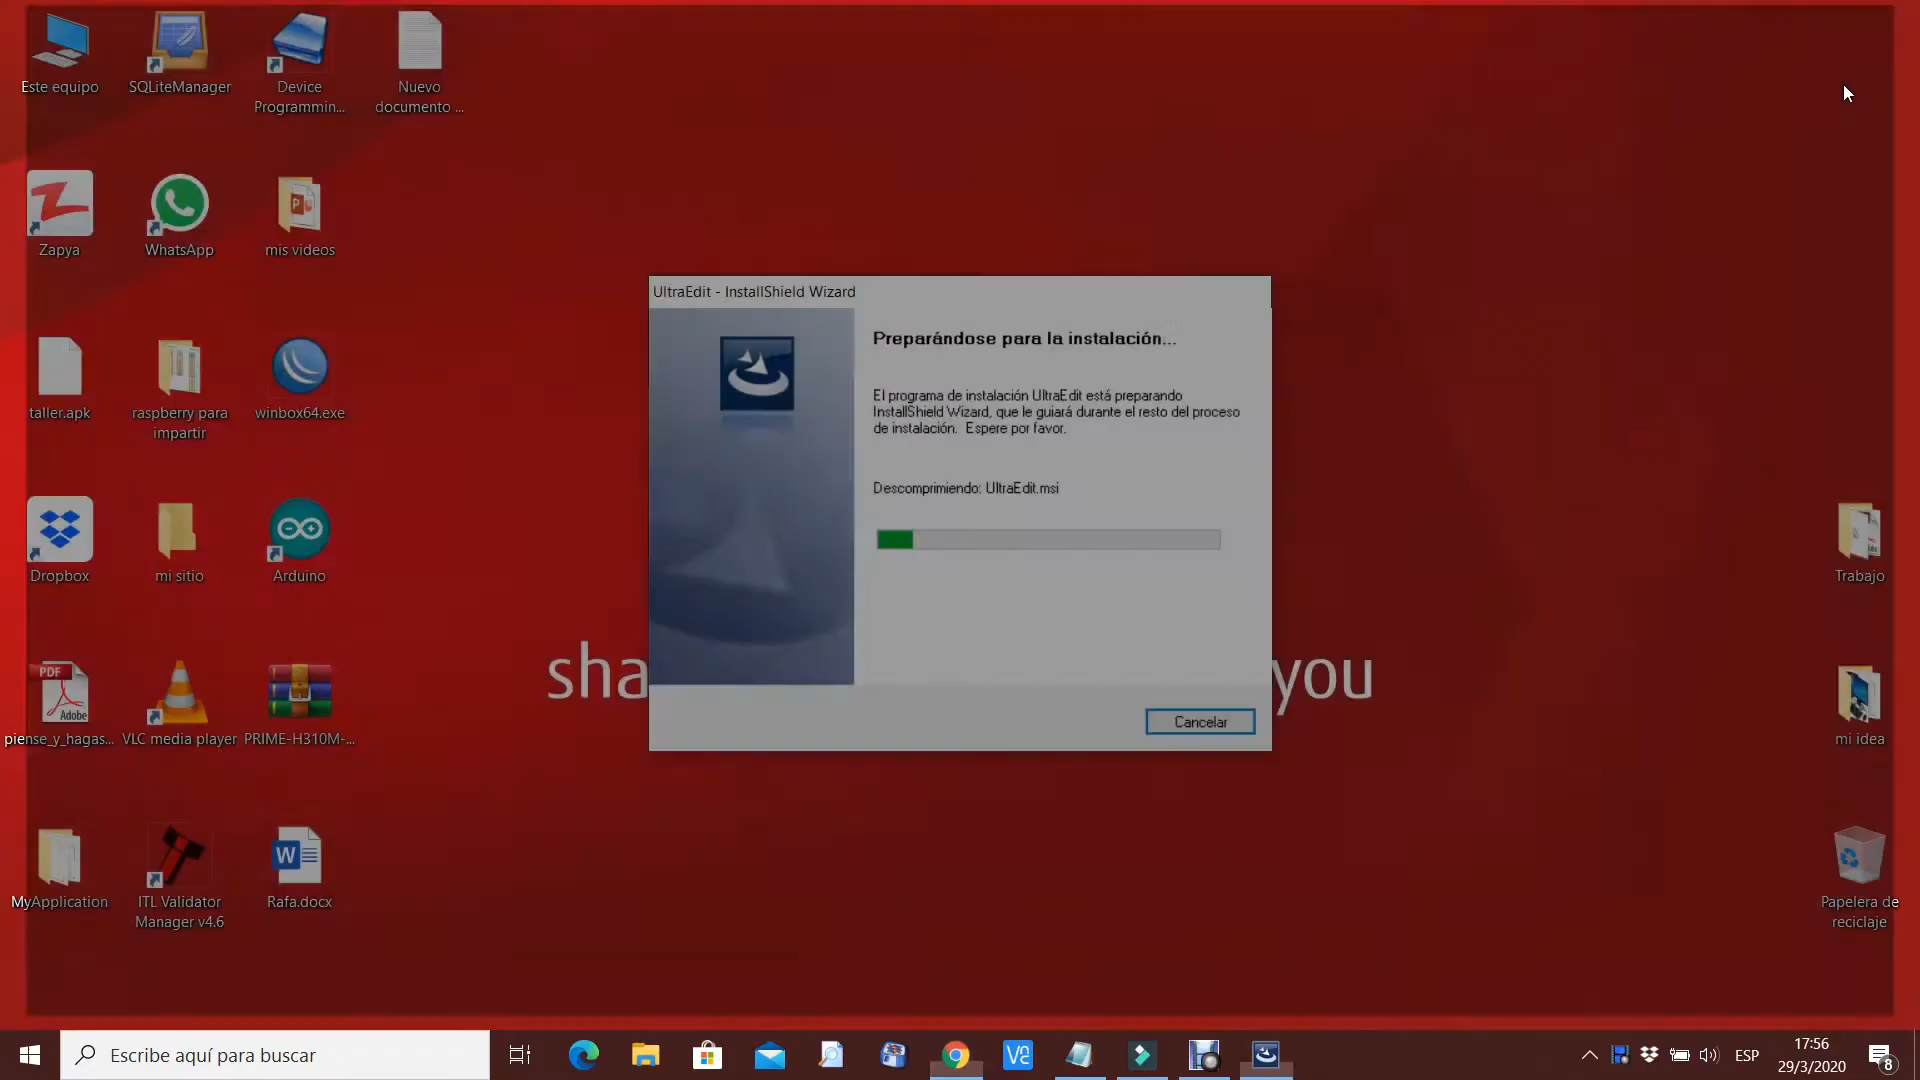 Este equipo
SQLiteManager
Device
Programmin...
Nuevo
documento ...
Zapya
WhatsApp
mis videos
taller.apk
raspberry para
impartir
winbox64.exe
Dropbox
mi sitio
Arduino
PDF
Adobe
piense_y_hagas...
VLC media player
PRIME-H310M-...
MyApplication
ITL Validator
Manager v4.6
W
Rafa.docx
UltraEdit - InstallShield Wizard
Preparándose para la instalación...
El programa de instalación UltraEdit está preparando
InstallShield Wizard, que le guiará durante el resto del proceso
de instalación.  Espere por favor.
Descomprimiendo: UltraEdit.msi
Cancelar
sha
you
Trabajo
mi idea
Papelera de
reciclaje
Escribe aquí para buscar
ESP
17:56
29/3/2020
8